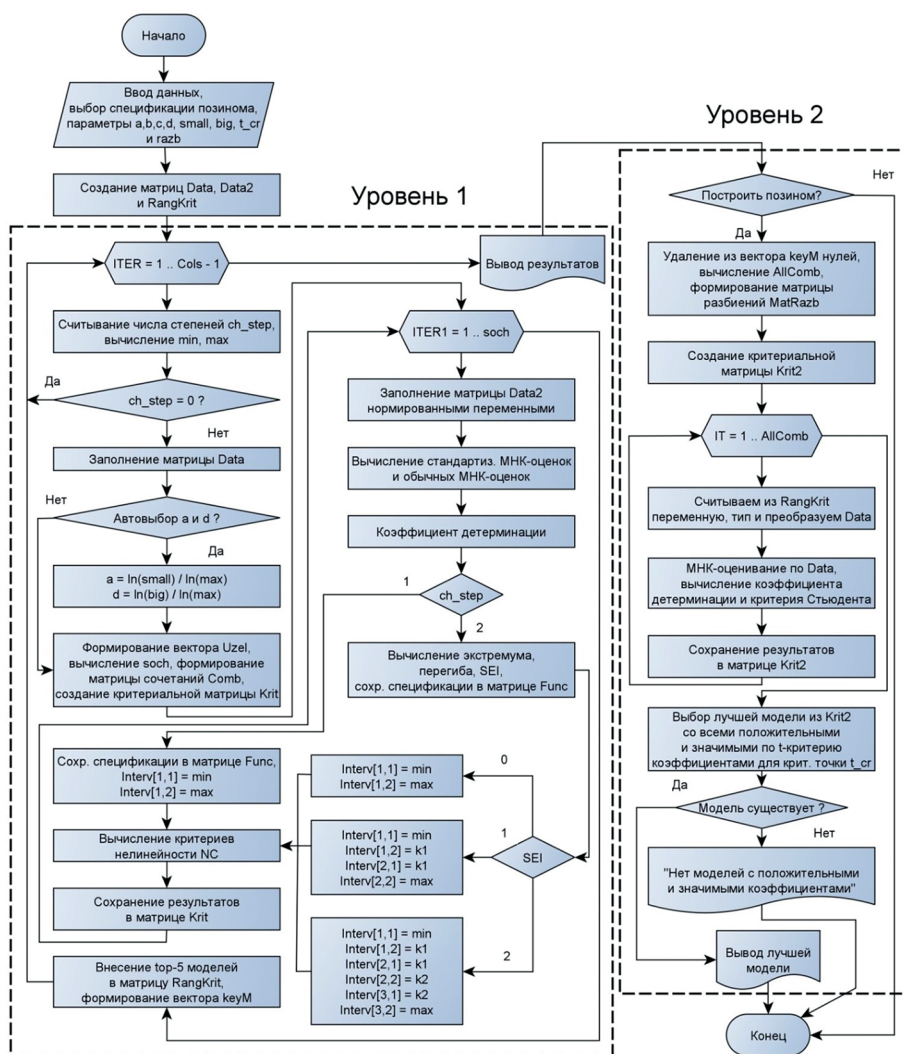 Начало
Ввод данных,
выбор спецификации позинома,
параметры a,b,c,d, small, big, t_cr
и razb
Создание матриц Data, Data2
и RangKrit
Уровень 1
ITER = 1 .. Cols - 1
Вывод результатов
Считывание числа степеней ch_step,
вычисление min, max
Да
ch_step = 0 ?
Нет
Заполнение матрицы Data
Нет
Автовыбор a и d ?
Да
a = ln(small) / ln(max)
d = ln(big) / ln(max)
Формирование вектора Uzel,
вычисление soch, формирование
матрицы сочетаний Comb,
создание критериальной матрицы Krit
ITER1 = 1 .. soch
Заполнение матрицы Data2
нормированными переменными
Вычисление стандартиз. МНК-оценок
и обычных МНК-оценок
Коэффициент детерминации
1
ch_step
2
Вычисление экстремума,
перегиба, SEI,
сохр. спецификации в матрице Func
Сохр. спецификации в матрице Func,
Interv[1,1] = min
Interv[1,2] = max
Вычисление критериев
нелинейности NC
Сохранение результатов
в матрице Krit
Внесение top-5 моделей
в матрицу RangKrit,
формирование вектора keyM
Interv[1,1] = min
Interv[1,2] = max
0
Interv[1,1] = min
Interv[1,2] = k1
Interv[2,1] = k1
Interv[2,2] = max
1
SEI
Interv[1,1] = min
Interv[1,2] = k1
Interv[2,1] = k1
Interv[2,2] = k2
Interv[3,1] = k2
Interv[3,2] = max
2
Уровень 2
Построить позином?
Нет
Да
Удаление из вектора keyM нулей,
вычисление AllComb,
формирование матрицы
разбиений MatRazb
Создание критериальной
матрицы Krit2
IT = 1 .. AllComb
Считываем из RangKrit
переменную, тип и преобразуем Data
МНК-оценивание по Data,
вычисление коэффициента
детерминации и критерия Стьюдента
Сохранение результатов
в матрице Krit2
Выбор лучшей модели из Krit2
со всеми положительными
и значимыми по t-критерию
коэффициентами для крит. точки t_cr
Да
Модель существует ?
Нет
"Нет моделей с положительными
и значимыми коэффициентами"
Вывод лучшей
модели
Конец